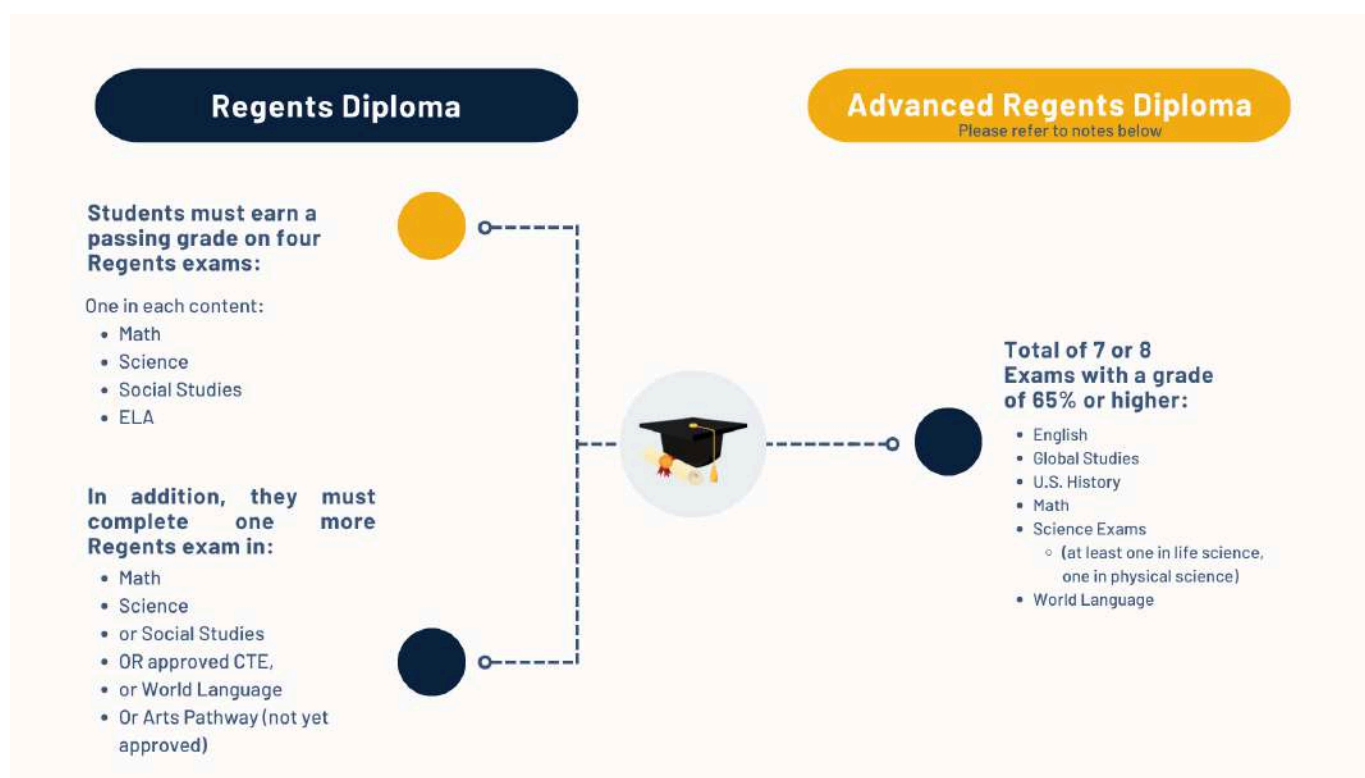 Regents Diploma
Advanced Regents Diploma
Please refer to notes below
Students must earn a
passing grade on four
Regents exams:
One in each content:
• Math
• Science
• Social Studies
• ELA
In addition, they must
complete one more
Regents exam in:
• Math
• Science
• or Social Studies
• OR approved CTE,
• or World Language
• Or Arts Pathway (not yet
approved)
Total of 7 or 8
Exams with a grade
of 65% or higher:
• English
• Global Studies
• U.S. History
• Math
• Science Exams
◦ (at least one in life science,
one in physical science)
• World Language